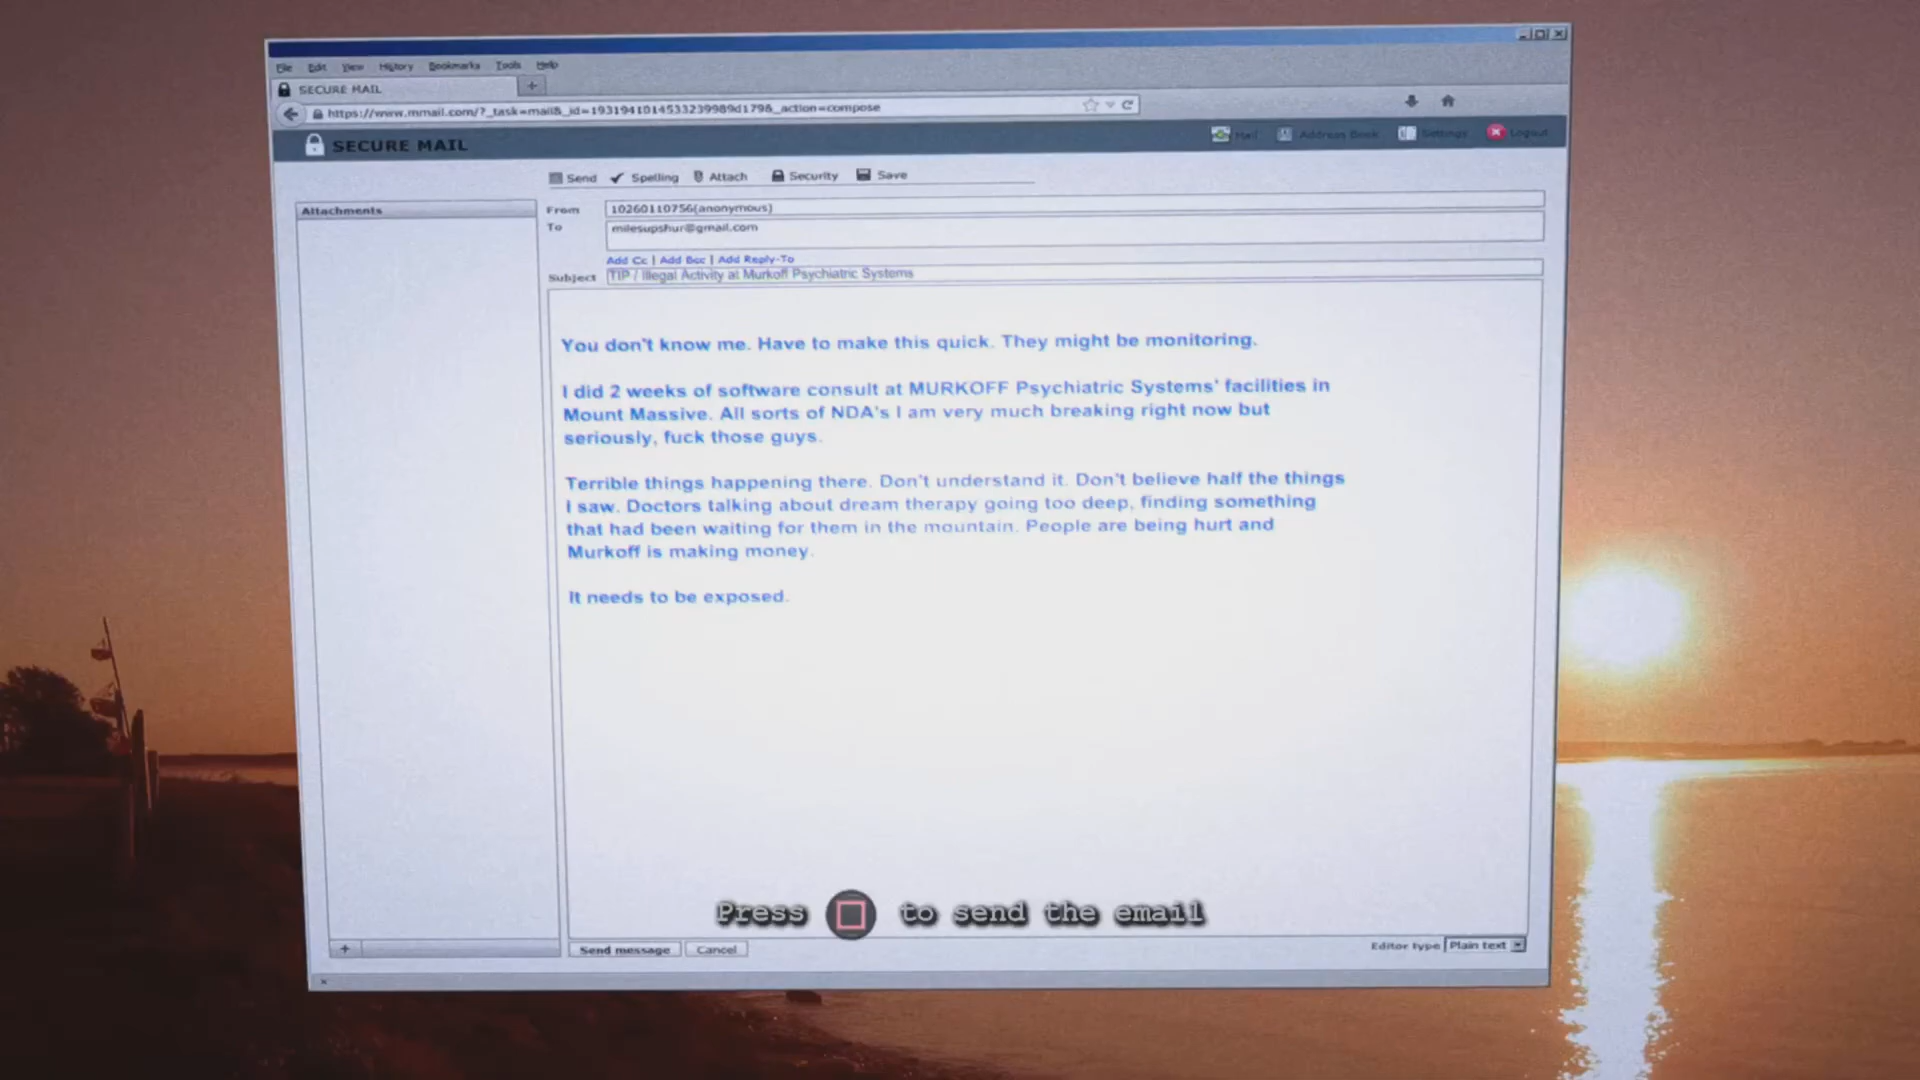 File Edit View History Bookmarks Tools Help
SECURE MAIL
+
https://www.mmail.com/?_task=mail&_id=1931941014533239989d179&_action=compose
SECURE MAIL
Mail Address Book Settings Logout
Send Spelling Attach Security Save
Attachments
From 10260110756(anonymous)
To milesupshur@gmail.com
Add Cc | Add Bcc | Add Reply-To
Subject TIP / Illegal Activity at Murkoff Psychiatric Systems
You don't know me. Have to make this quick. They might be monitoring.
I did 2 weeks of software consult at MURKOFF Psychiatric Systems' facilities in
Mount Massive. All sorts of NDA's I am very much breaking right now but
seriously, fuck those guys.
Terrible things happening there. Don't understand it. Don't believe half the things
I saw. Doctors talking about dream therapy going too deep, finding something
that had been waiting for them in the mountain. People are being hurt and
Murkoff is making money.
It needs to be exposed.
Press to send the email
+
Send message Cancel
Editor type Plain text
x